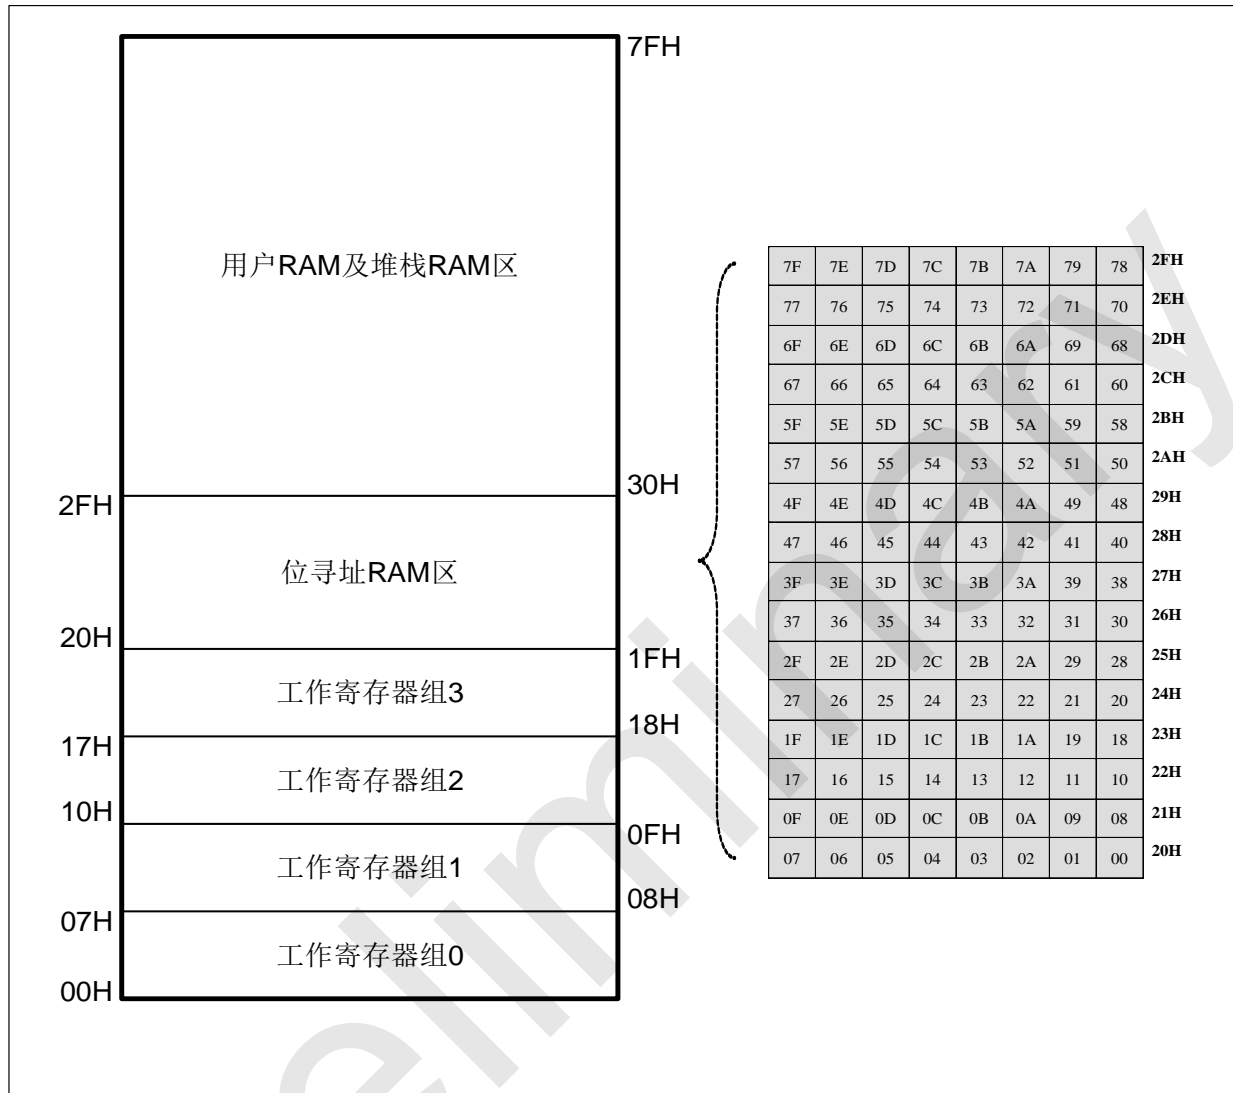 7FH
用户RAM及堆栈RAM区
30H
2FH
位寻址RAM区
20H
1FH
工作寄存器组3
18H
17H
工作寄存器组2
10H
0FH
工作寄存器组1
08H
07H
工作寄存器组0
00H
7F 7E 7D 7C 7B 7A 79 78 2FH
77 76 75 74 73 72 71 70 2EH
6F 6E 6D 6C 6B 6A 69 68 2DH
67 66 65 64 63 62 61 60 2CH
5F 5E 5D 5C 5B 5A 59 58 2BH
57 56 55 54 53 52 51 50 2AH
4F 4E 4D 4C 4B 4A 49 48 29H
47 46 45 44 43 42 41 40 28H
3F 3E 3D 3C 3B 3A 39 38 27H
37 36 35 34 33 32 31 30 26H
2F 2E 2D 2C 2B 2A 29 28 25H
27 26 25 24 23 22 21 20 24H
1F 1E 1D 1C 1B 1A 19 18 23H
17 16 15 14 13 12 11 10 22H
0F 0E 0D 0C 0B 0A 09 08 21H
07 06 05 04 03 02 01 00 20H
eliminary